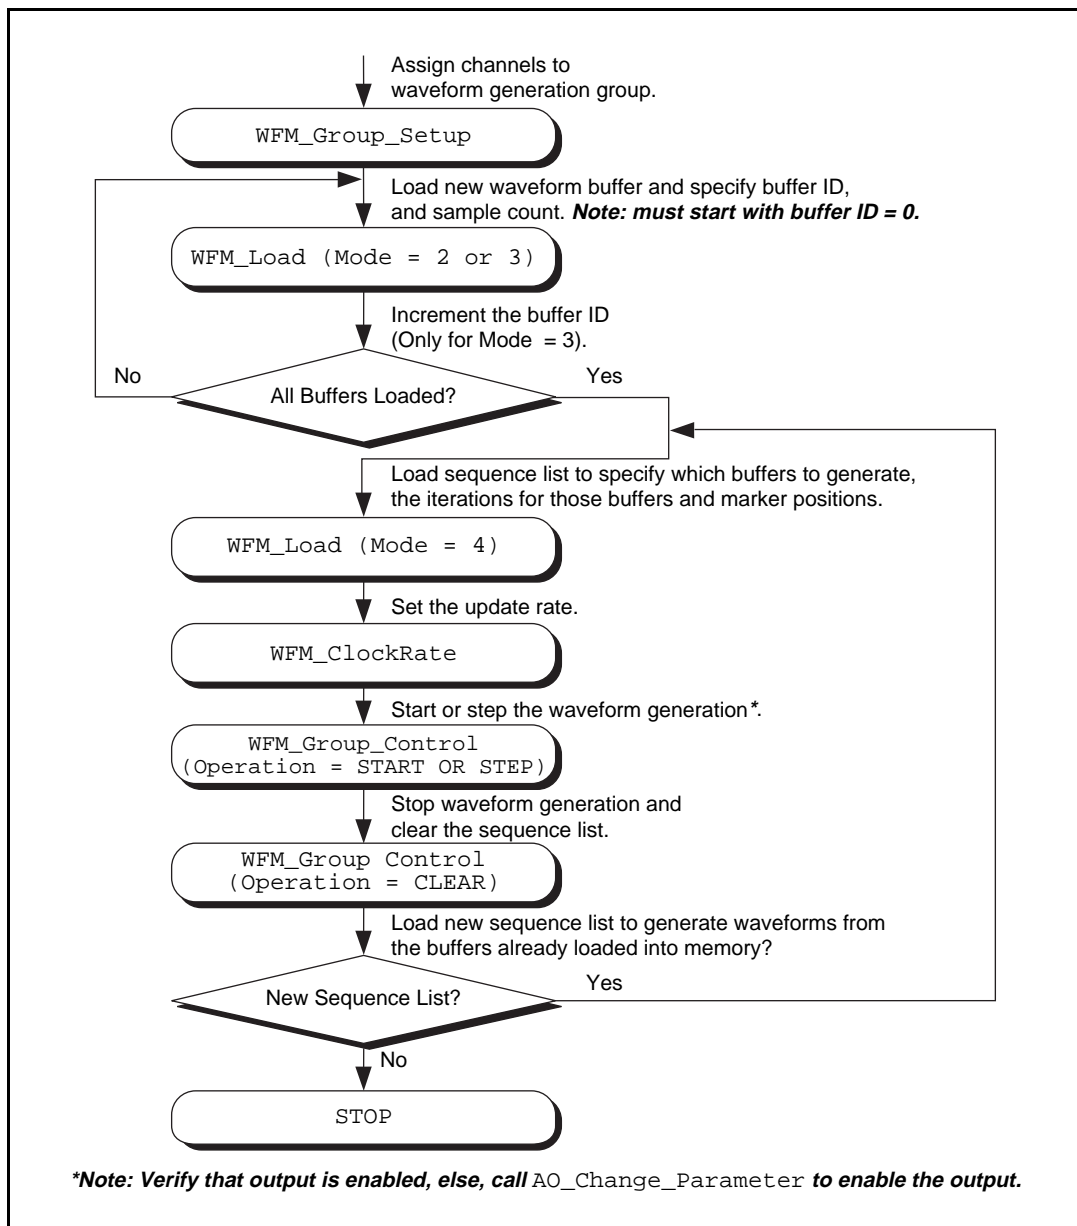 Assign channels to
waveform generation group.
WFM_Group_Setup
Load new waveform buffer and specify buffer ID,
and sample count. Note: must start with buffer ID = 0.
WFM_Load (Mode = 2 or 3)
Increment the buffer ID
(Only for Mode = 3).
No
Yes
All Buffers Loaded?
Load sequence list to specify which buffers to generate,
the iterations for those buffers and marker positions.
WFM_Load (Mode = 4)
Set the update rate.
WFM_ClockRate
Start or step the waveform generation*.
WFM_Group_Control
(Operation = START OR STEP)
Stop waveform generation and
clear the sequence list.
WFM_Group Control
(Operation = CLEAR)
Load new sequence list to generate waveforms from
the buffers already loaded into memory?
Yes
New Sequence List?
No
STOP
*Note: Verify that output is enabled, else, call AO_Change_Parameter to enable the output.